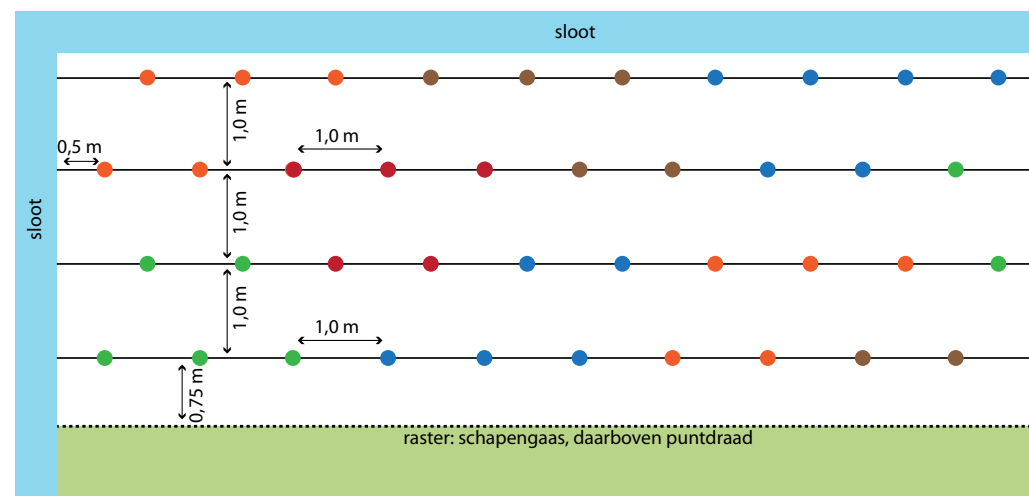 sloot
1,0 m
0,5 m
1,0 m
sloot
1,0 m
1,0 m
1,0 m
0,75 m
raster: schapengaas, daarboven puntdraad